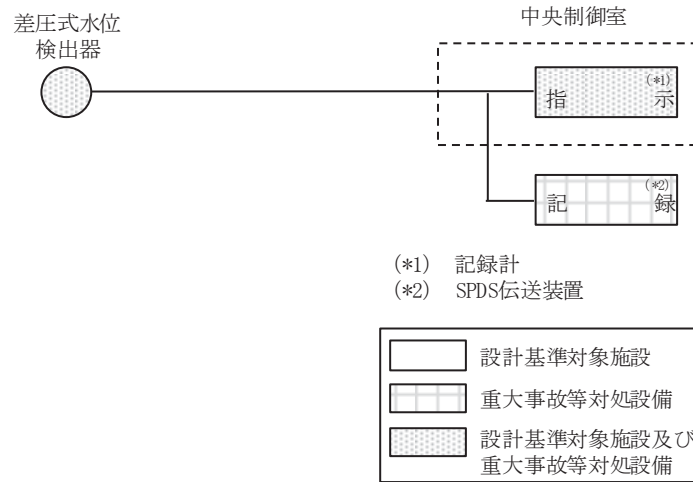 差圧式水位
検出器
中央制御室
(*1)
指 示
(*2)
記 録
(*1) 記録計
(*2) SPDS伝送装置
設計基準対象施設
重大事故等対処設備
設計基準対象施設及び
重大事故等対処設備